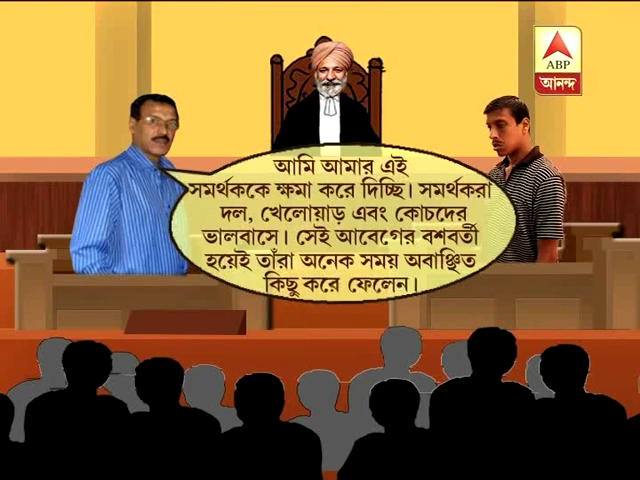 ABP
আনন্দ
আমি আমার এই
সমর্থককে ক্ষমা করে দিচ্ছি। সমর্থকরা
দল, খেলোয়াড় এবং কোচদের
ভালবাসে। সেই আবেগের বশবর্তী
হয়েই তাঁরা অনেক সময় অবাঞ্ছিত
কিছু করে ফেলেন।